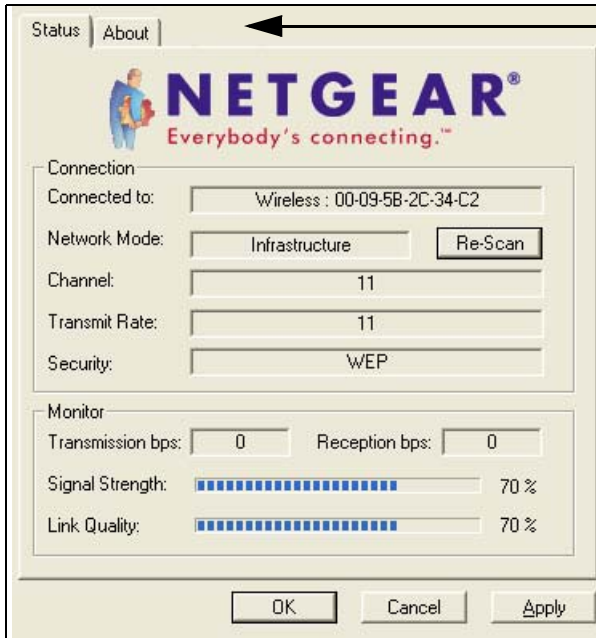 Status About
NETGEAR®
Everybody's connecting.™
Connection
Connected to: Wireless : 00-09-5B-2C-34-C2
Network Mode: Infrastructure Re-Scan
Channel: 11
Transmit Rate: 11
Security: WEP
Monitor
Transmission bps: 0 Reception bps: 0
Signal Strength: 70 %
Link Quality: 70 %
OK Cancel Apply